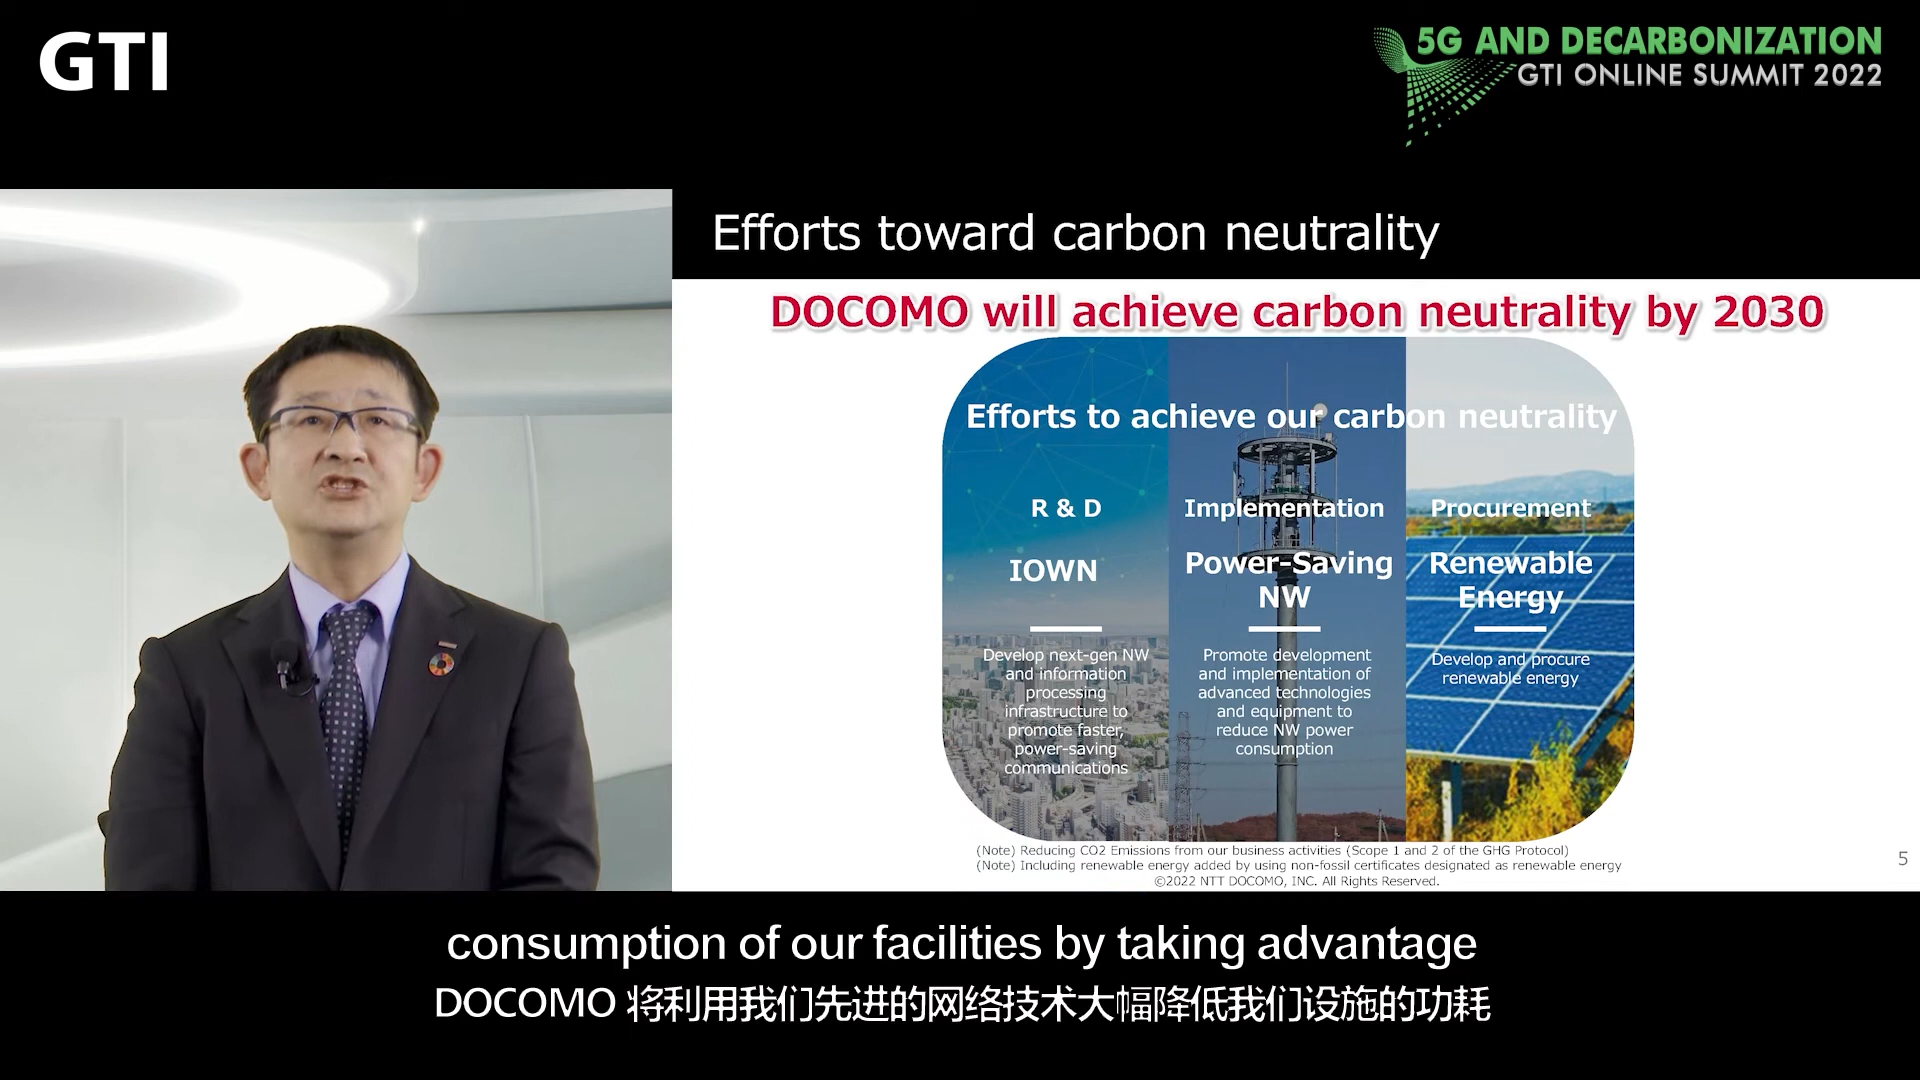 GTI
5G AND DECARBONIZATION
GTI ONLINE SUMMIT 2022
Efforts toward carbon neutrality
DOCOMO will achieve carbon neutrality by 2030
Efforts to achieve our carbon neutrality
R & D
IOWN
Develop next-gen NW
and information
processing
infrastructure to
promote faster,
power-saving
communications
Implementation
Power-Saving
NW
Promote development
and implementation of
advanced technologies
and equipment to
reduce NW power
consumption
Procurement
Renewable
Energy
Develop and procure
renewable energy
(Note) Reducing CO2 Emissions from our business activities (Scope 1 and 2 of the GHG Protocol)
(Note) Including renewable energy added by using non-fossil certificates designated as renewable energy
©2022 NTT DOCOMO, INC. All Rights Reserved.
5
consumption of our facilities by taking advantage
DOCOMO 将利用我们先进的网络技术大幅降低我们设施的功耗